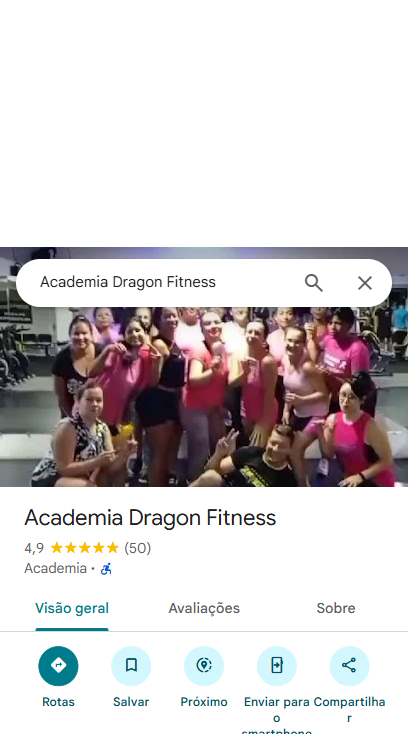 Academia Dragon Fitness
Academia Dragon Fitness
4,9 (50)
Academia ·
Visão geral Avaliações Sobre
Rotas Salvar Próximo Enviar para Compartilha
o r
smartphone